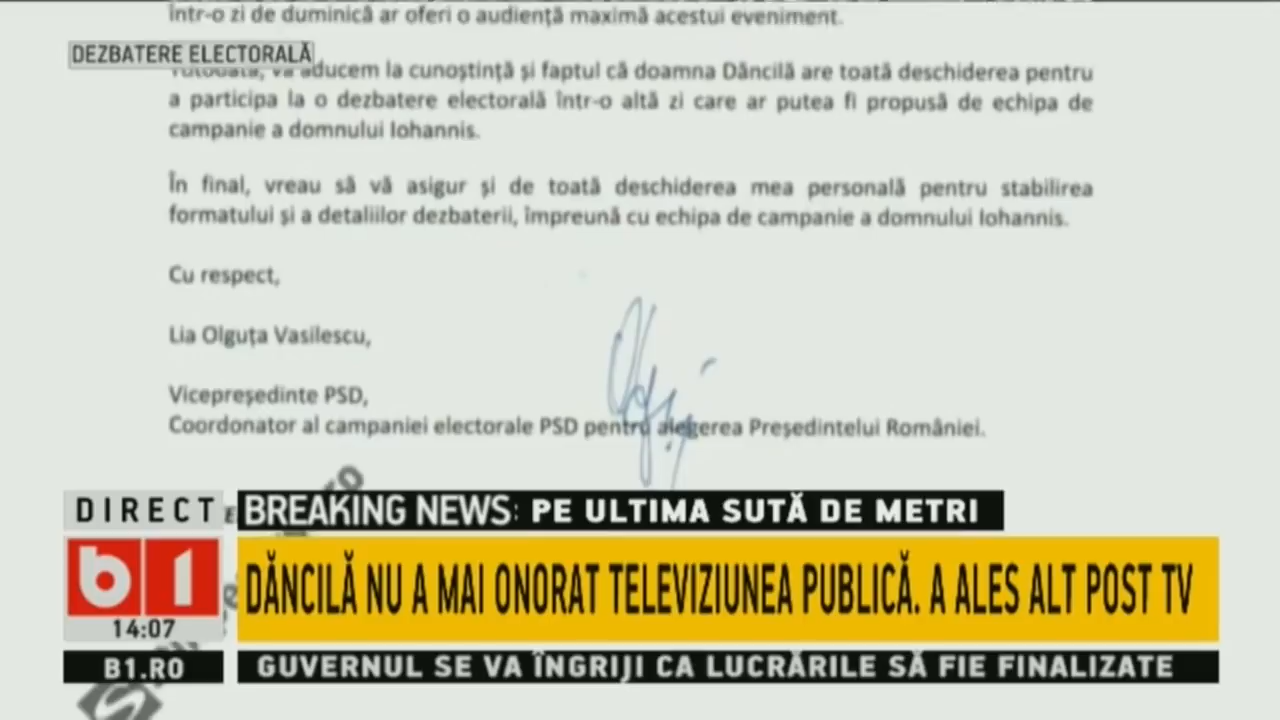 într-o zi de duminică ar oferi o audiență maximă acestui eveniment.
DEZBATERE ELECTORALĂ
Totodată, vă aducem la cunoștință și faptul că doamna Dăncilă are toată deschiderea pentru
a participa la o dezbatere electorală într-o altă zi care ar putea fi propusă de echipa de
campanie a domnului Iohannis.
În final, vreau să vă asigur și de toată deschiderea mea personală pentru stabilirea
formatului și a detaliilor dezbaterii, împreună cu echipa de campanie a domnului Iohannis.
Cu respect,
Lia Olguța Vasilescu,
Vicepreședinte PSD,
Coordonator al campaniei electorale PSD pentru alegerea Președintelui României.
DIRECT
BREAKING NEWS: PE ULTIMA SUTĂ DE METRI
b1
DĂNCILĂ NU A MAI ONORAT TELEVIZIUNEA PUBLICĂ. A ALES ALT POST TV
14:07
B1.RO
GUVERNUL SE VA ÎNGRIJI CA LUCRĂRILE SĂ FIE FINALIZATE